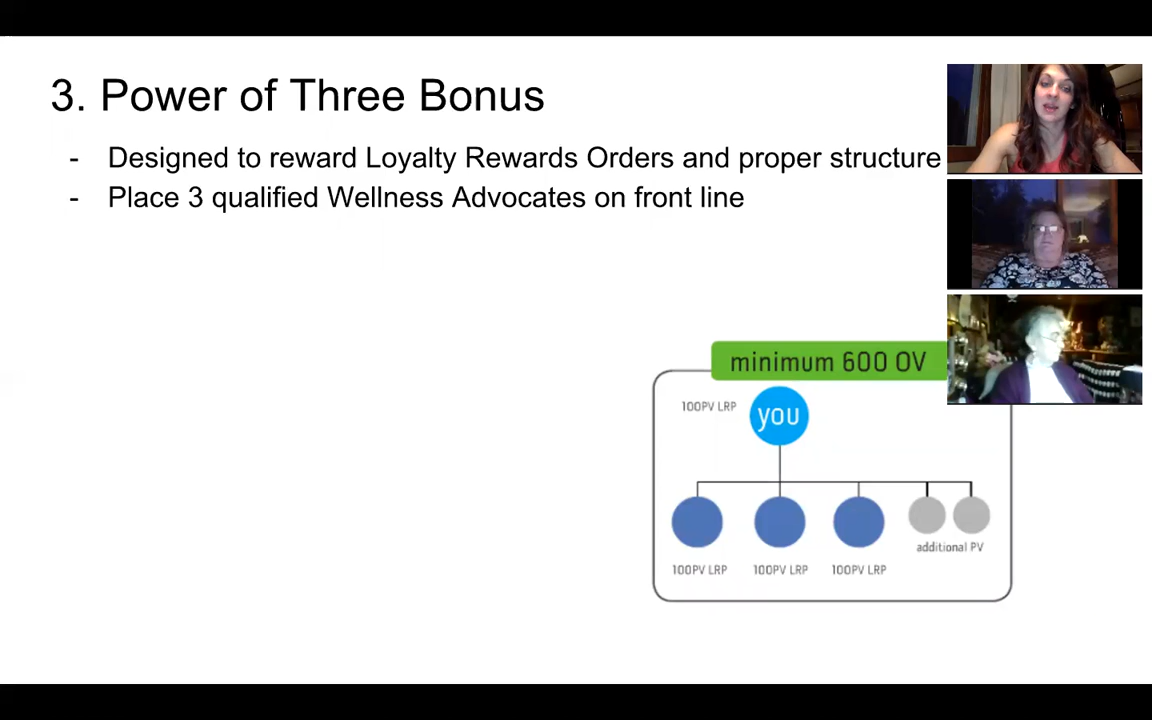 3. Power of Three Bonus
- Designed to reward Loyalty Rewards Orders and proper structure
- Place 3 qualified Wellness Advocates on front line
minimum 600 OV
100PV LRP
you
additional PV
100PV LRP 100PV LRP 100PV LRP